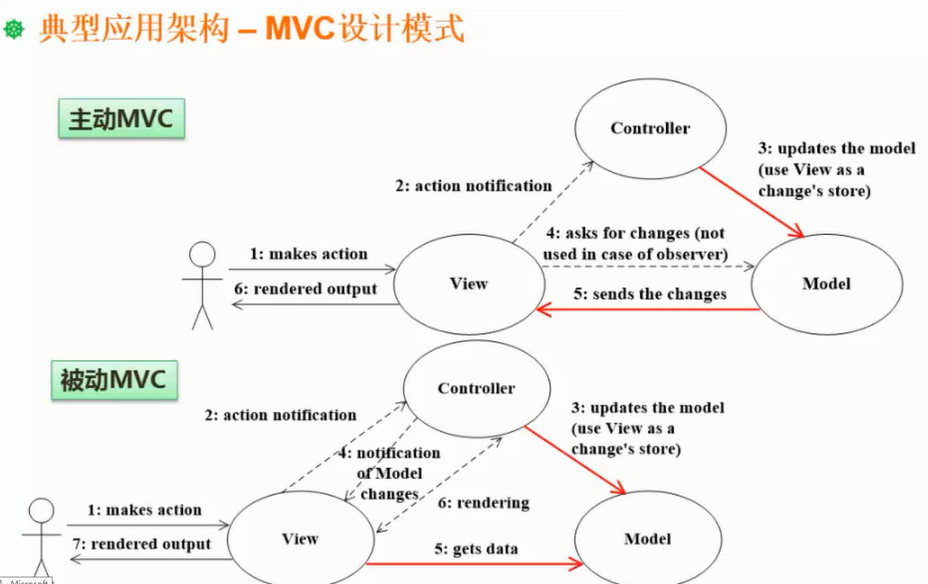 典型应用架构 – MVC设计模式
主动MVC
Controller
3: updates the model
(use View as a
change's store)
2: action notification
4: asks for changes (not
used in case of observer)
1: makes action
View
Model
6: rendered output
5: sends the changes
被动MVC
Controller
2: action notification
3: updates the model
(use View as a
change's store)
4: notification
of Model
changes
6: rendering
1: makes action
View
Model
7: rendered output
5: gets data